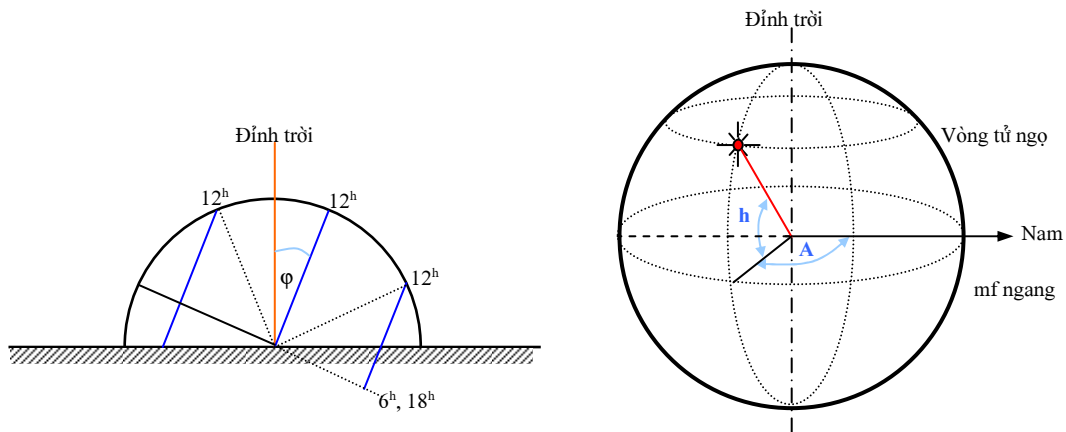 Đỉnh trời
12ʰ
12ʰ
φ
12ʰ
6ʰ, 18ʰ
Đỉnh trời
Vòng tử ngọ
h
A
Nam
mf ngang